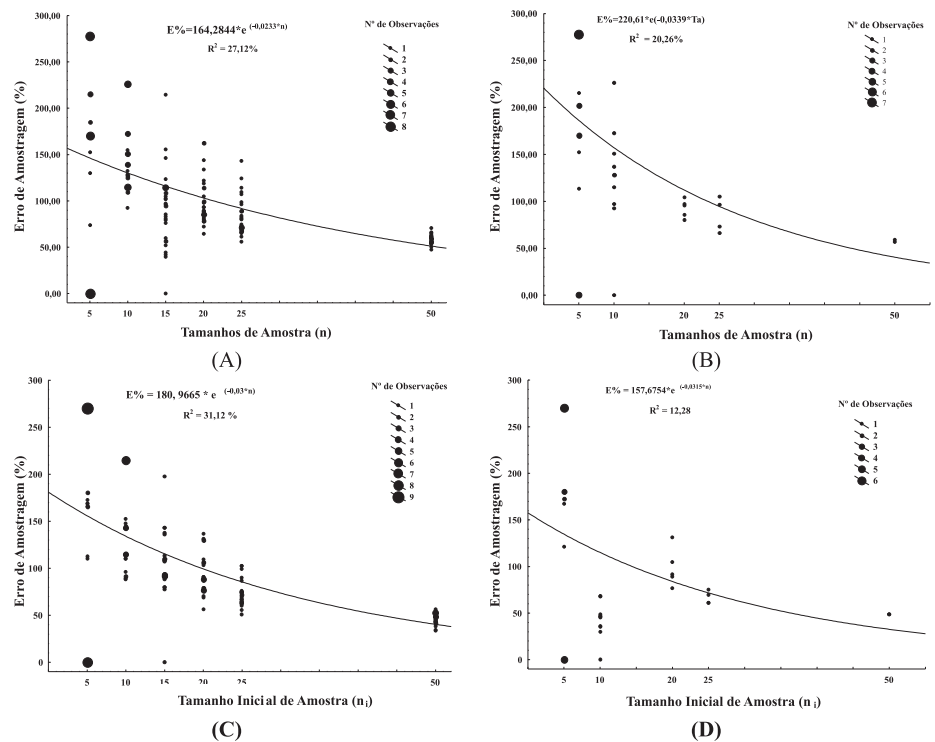 E%=164,2844*e (-0,0233*n)
R2 = 27,12%
Nº de Observações
1
2
3
4
5
6
7
8
Erro de Amostragem (%)
300,00
250,00
200,00
150,00
100,00
50,00
0,00
5 10 15 20 25 50
Tamanhos de Amostra (n)
(A)
E%=220,61*e(-0,0339*Ta)
R2 = 20,26%
Nº de Observações
1
2
3
4
5
6
7
Erro de Amostragem (%)
300,00
250,00
200,00
150,00
100,00
50,00
0,00
5 10 20 25 50
Tamanhos de Amostra (n)
(B)
E% = 180, 9665 * e (-0,03*n)
R2 = 31,12 %
Nº de Observações
1
2
3
4
5
6
7
8
9
Erro de Amostragem (%)
300
250
200
150
100
50
0
5 10 15 20 25 50
Tamanho Inicial de Amostra (n i)
(C)
E% = 157,6754*e (-0,0315*n)
R2 = 12,28
Nº de Observações
1
2
3
4
5
6
Erro de Amostragem (%)
300
250
200
150
100
50
0
5 10 20 25 50
Tamanho Inicial de Amostra (ni)
(D)